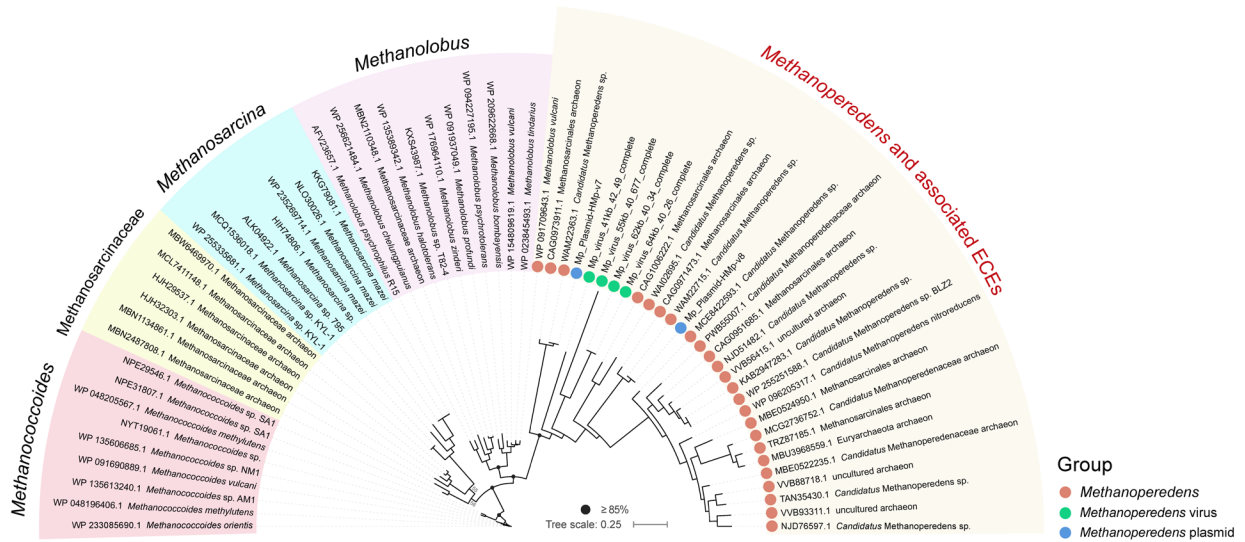 Methanococcoides
Methanosarcinaceae
Methanosarcina
Methanolobus
Methanoperedens and associated ECEs
WP 233085690.1 Methanococcoides orientis
WP 048196406.1 Methanococcoides methylutens
WP 135613240.1 Methanococcoides sp. AM1
WP 091690889.1 Methanococcoides vulcani
WP 135606685.1 Methanococcoides sp. NM1
NYT19061.1 Methanococcoides sp.
WP 048205567.1 Methanococcoides methylutens
NPE31807.1 Methanococcoides sp. SA1
NPE29546.1 Methanococcoides sp. SA1
MBN2487808.1 Methanosarcinaceae archaeon
MBN1134861.1 Methanosarcinaceae archaeon
HJH32303.1 Methanosarcinaceae archaeon
HJH29537.1 Methanosarcinaceae archaeon
MCL7411149.1 Methanosarcinaceae archaeon
MBW6469970.1 Methanosarcinaceae archaeon
WP 255335681.1 Methanosarcina sp. KYL-1
MCQ1536018.1 Methanosarcina sp. KYL-1
ALK04922.1 Methanosarcina sp. 795
HIH74806.1 Methanosarcina sp.
WP 235269714.1 Methanosarcina mazei
NLO30026.1 Methanosarcina mazei
KKG79081.1 Methanosarcina mazei
AFV23657.1 Methanolobus psychrophilus R15
WP 256621484.1 Methanolobus chelungpuianus
MBN2110348.1 Methanosarcinaceae archaeon
WP 135389342.1 Methanolobus halotolerans
KXS43987.1 Methanolobus sp. T82-4
WP 176964110.1 Methanolobus zinderi
WP 091937049.1 Methanolobus profundi
WP 094227195.1 Methanolobus psychrotolerans
WP 209622668.1 Methanolobus bombayensis
WP 154809619.1 Methanolobus vulcani
WP 023845493.1 Methanolobus tindarius
WP 091709643.1 Methanolobus vulcani
CAG0973911.1 Methanosarcinales archaeon
WAM22363.1 Candidatus Methanoperedens sp.
Mp_Plasmid-HMp-v7
Mp_virus_41kb_42_49_complete
Mp_virus_55kb_40_677_complete
Mp_virus_62kb_40_34_complete
Mp_virus_64kb_40_26_complete
CAG1006222.1 Methanosarcinales archaeon
WAI02695.1 Candidatus Methanoperedens sp.
CAG0971473.1 Methanosarcinales archaeon
WAM22715.1 Candidatus Methanoperedens sp.
Mp_Plasmid-HMp-v8
MCE8422593.1 Candidatus Methanoperedens sp.
PWB55007.1 Candidatus Methanoperedenaceae archaeon
CAG0951685.1 Methanosarcinales archaeon
NJD51482.1 Candidatus Methanoperedens sp.
VVB56415.1 uncultured archaeon
KAB2947283.1 Candidatus Methanoperedens sp.
WP 255251588.1 Candidatus Methanoperedens sp. BLZ2
WP 096205317.1 Candidatus Methanoperedens nitroreducens
MBE0524950.1 Methanosarcinales archaeon
MCG2736752.1 Candidatus Methanoperedenaceae archaeon
TRZ87185.1 Methanosarcinales archaeon
MBU3968559.1 Euryarchaeota archaeon
MBE0522235.1 Candidatus Methanoperedenaceae archaeon
VVB88718.1 uncultured archaeon
TAN35430.1 Candidatus Methanoperedens sp.
VVB93311.1 uncultured archaeon
NJD76597.1 Candidatus Methanoperedens sp.
≥ 85%
Tree scale: 0.25
Group
Methanoperedens
Methanoperedens virus
Methanoperedens plasmid